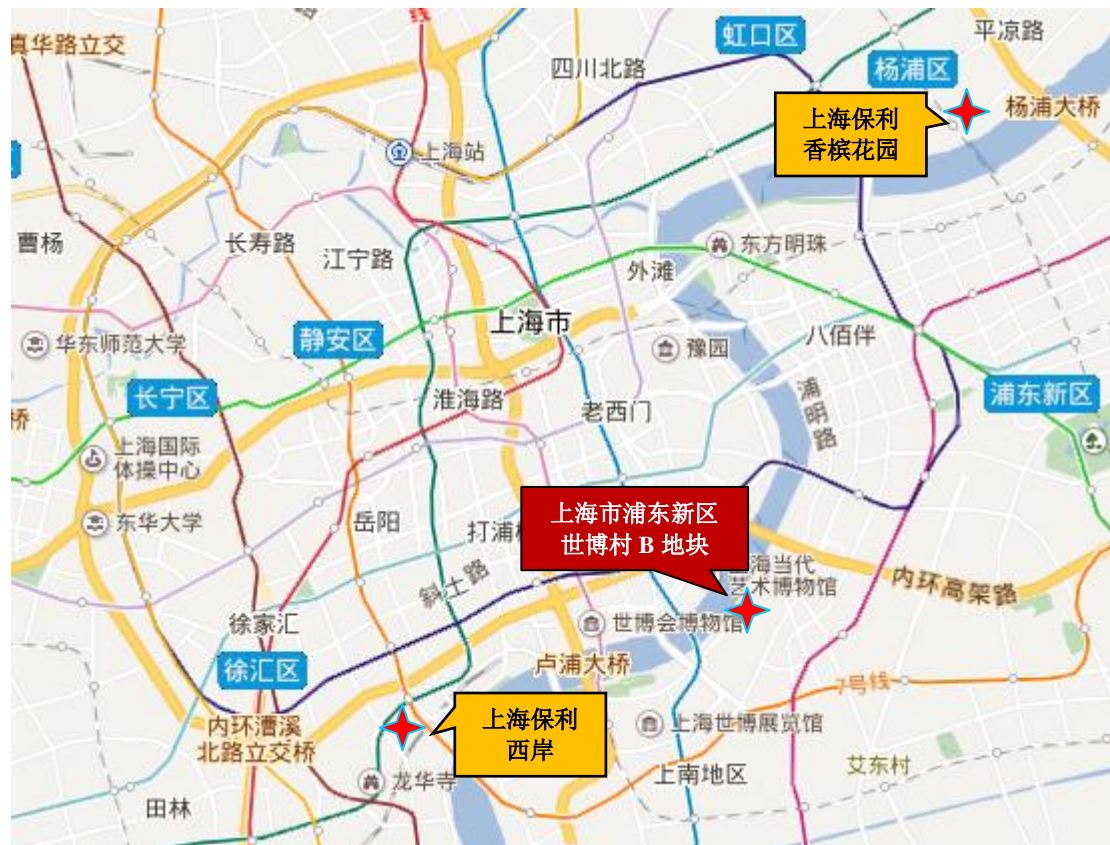 真华路立交
线
虹口区
平凉路
四川北路
杨浦区
上海保利
香槟花园
杨浦大桥
上海站
曹杨
长寿路
江宁路
东方明珠
外滩
上海市
静安区
华东师范大学
豫园
八佰伴
长宁区
淮海路
老西门
浦明路
浦东新区
桥
上海国际
体操中心
东华大学
岳阳
打浦
上海市浦东新区
世博村 B 地块
上海当代
艺术博物馆
内环高架路
斜土路
徐家汇
世博会博物馆
徐汇区
卢浦大桥
7号线
内环漕溪
北路立交桥
上海保利
西岸
上海世博展览馆
龙华寺
上南地区
艾东村
田林